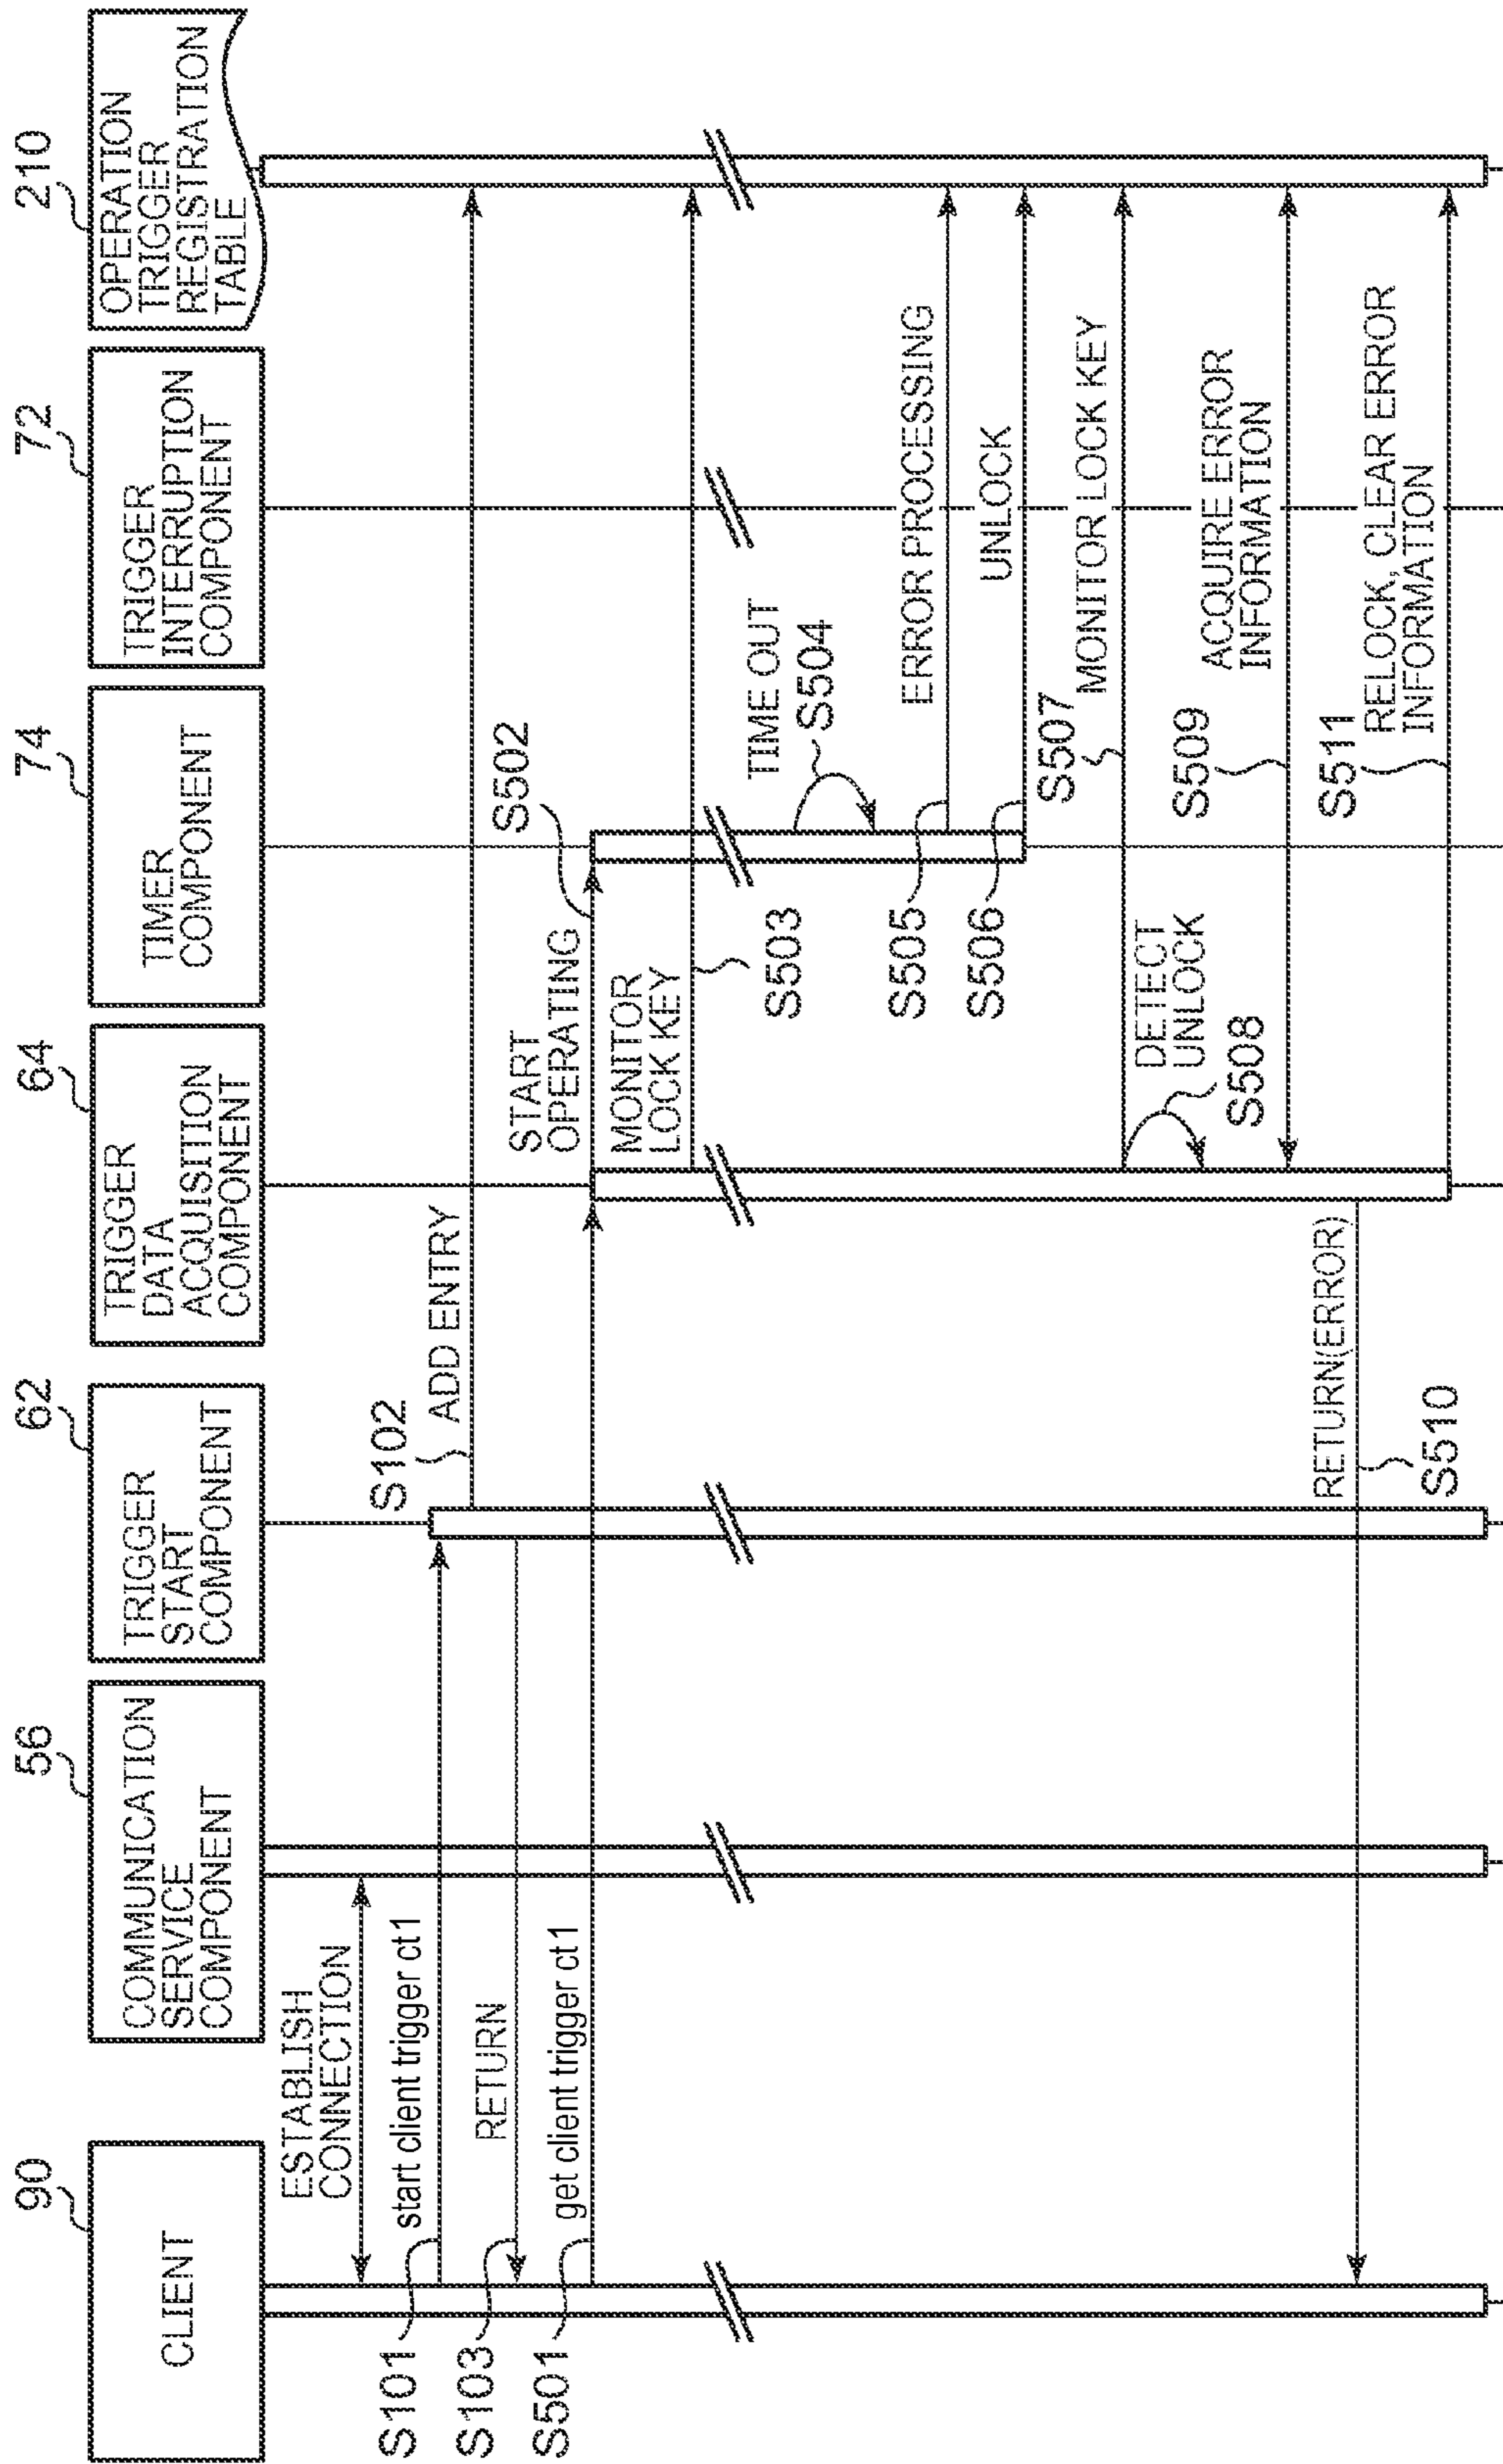 90
CLIENT
56
COMMUNICATION
SERVICE
COMPONENT
62
TRIGGER
START
COMPONENT
64
TRIGGER
DATA
ACQUISITION
COMPONENT
74
TIMER
COMPONENT
72
TRIGGER
INTERRUPTION
COMPONENT
210
OPERATION
TRIGGER
REGISTRATION
TABLE
ESTABLISH
CONNECTION
S101
start client trigger ct1
S102
ADD ENTRY
S103
RETURN
S501
get client trigger ct1
START
OPERATING
S502
MONITOR
LOCK KEY
S503
TIME OUT
S504
S505
ERROR PROCESSING
S506
UNLOCK
S507
MONITOR LOCK KEY
DETECT
UNLOCK
S508
S509
ACQUIRE ERROR
INFORMATION
RETURN(ERROR)
S510
S511
RELOCK, CLEAR ERROR
INFORMATION